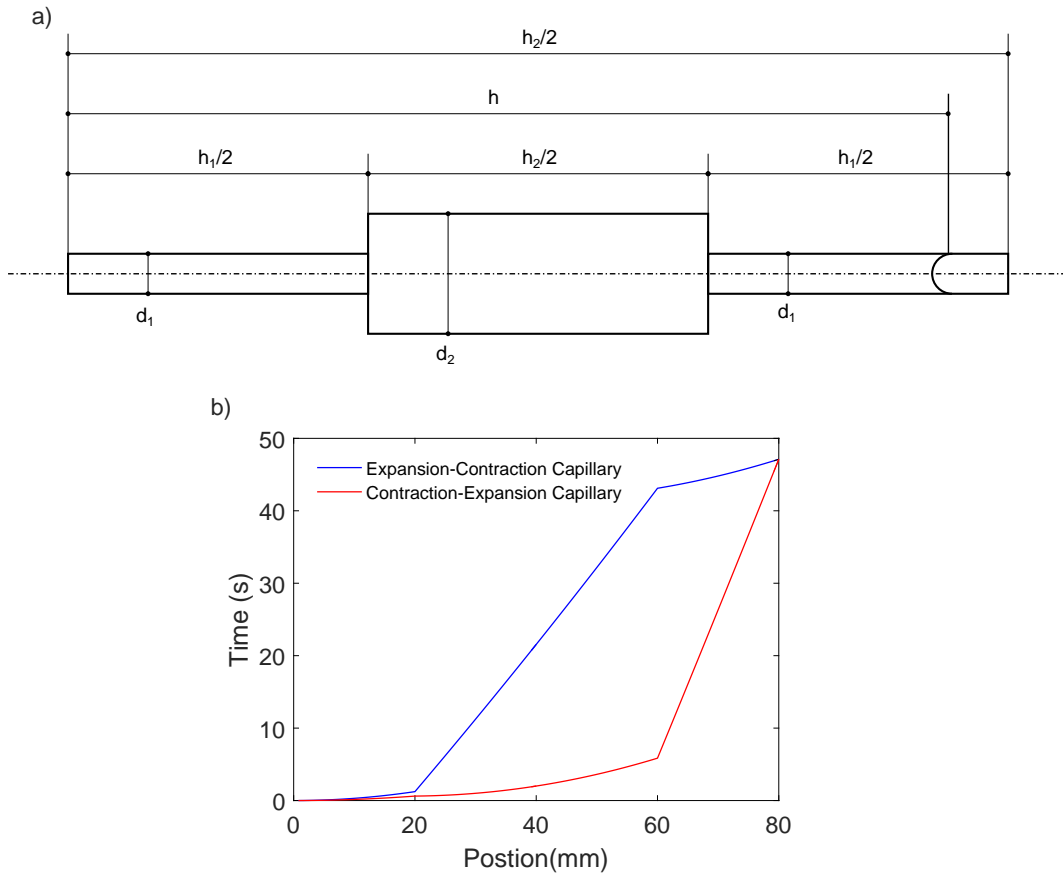 a)
h₂/2
h
h₁/2 h₂/2 h₁/2
d₁ d₂ d₁
b)
50
40
30
20
10
0
Time (s)
Expansion-Contraction Capillary
Contraction-Expansion Capillary
0 20 40 60 80
Postion(mm)